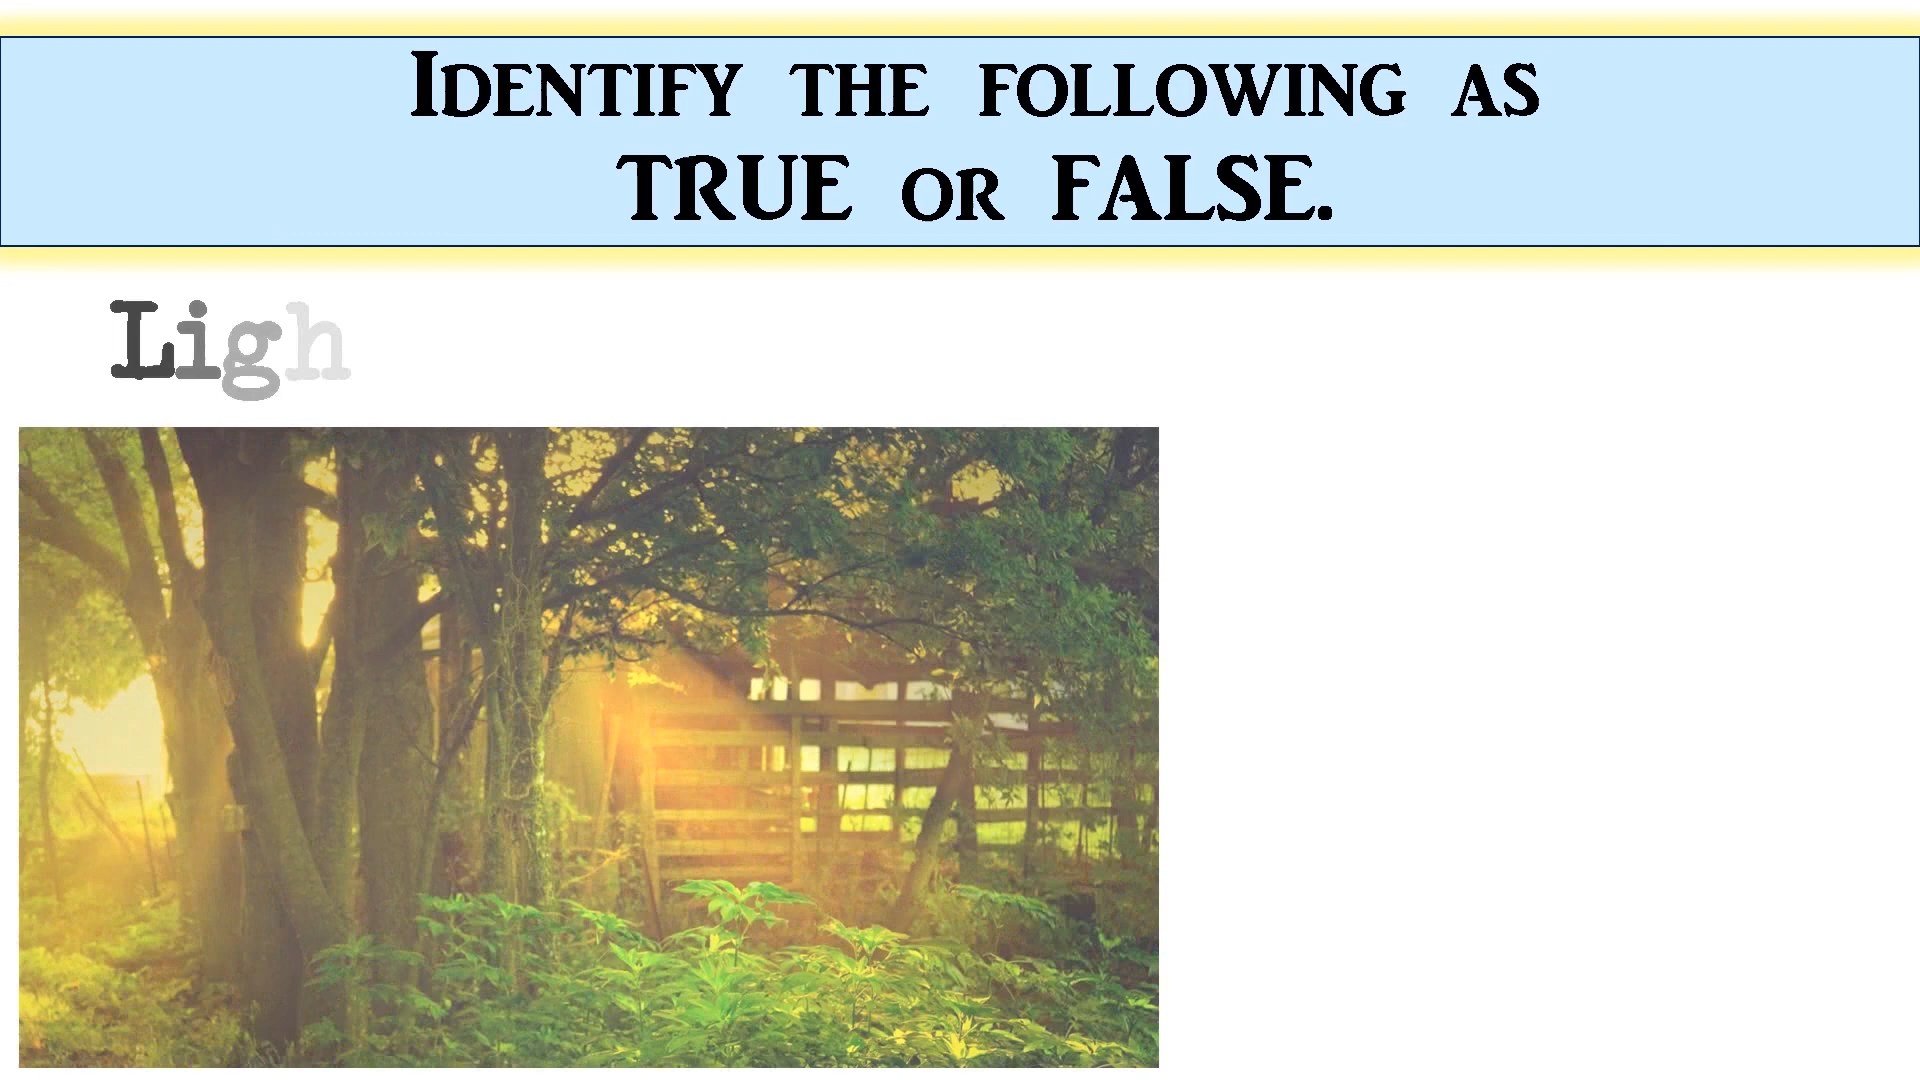 Identify the following as
TRUE or FALSE.
Ligh